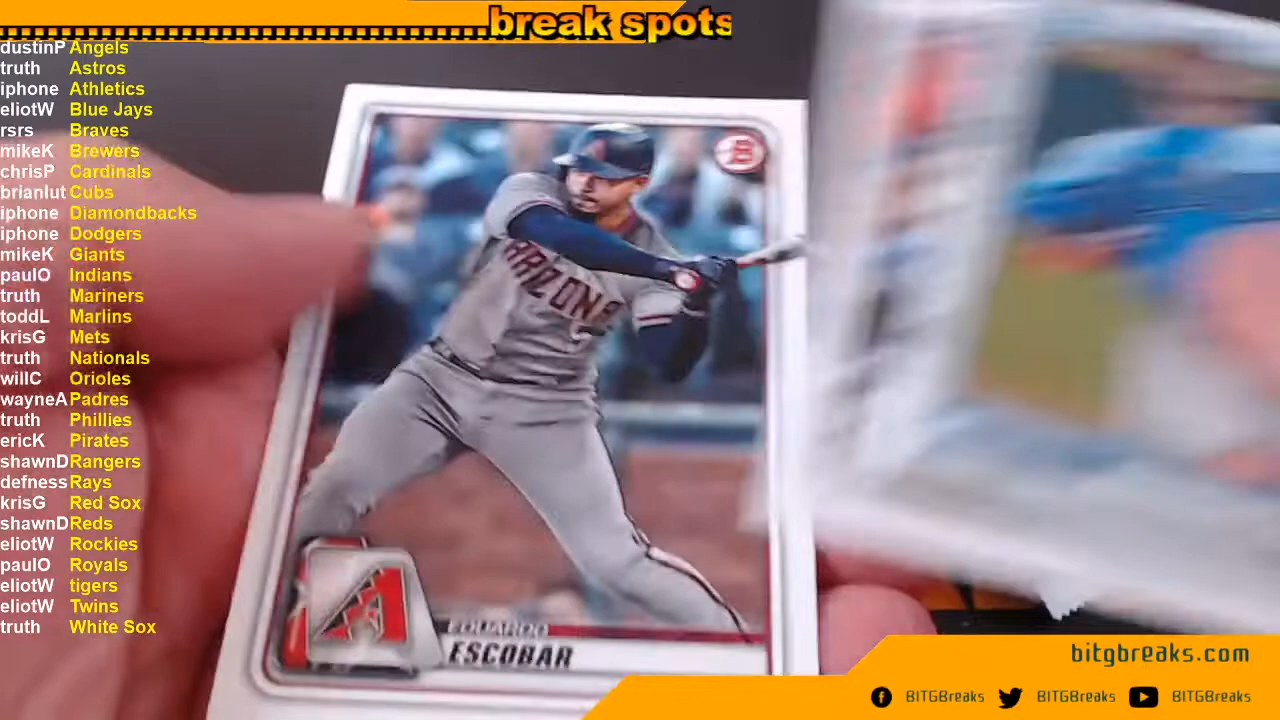 break spots
dustinP Angels
truth Astros
iphone Athletics
eliotW Blue Jays
rsrs Braves
mikeK Brewers
chrisP Cardinals
brianlut Cubs
iphone Diamondbacks
iphone Dodgers
mikeK Giants
paulO Indians
truth Mariners
toddL Marlins
krisG Mets
truth Nationals
willC Orioles
wayneA Padres
truth Phillies
ericK Pirates
shawnD Rangers
defness Rays
krisG Red Sox
shawnD Reds
eliotW Rockies
paulO Royals
eliotW tigers
eliotW Twins
truth White Sox
B
ARIZONA
A
EDUARDO
ESCOBAR
bitgbreaks.com
BITGBreaks BITGBreaks BITGBreaks